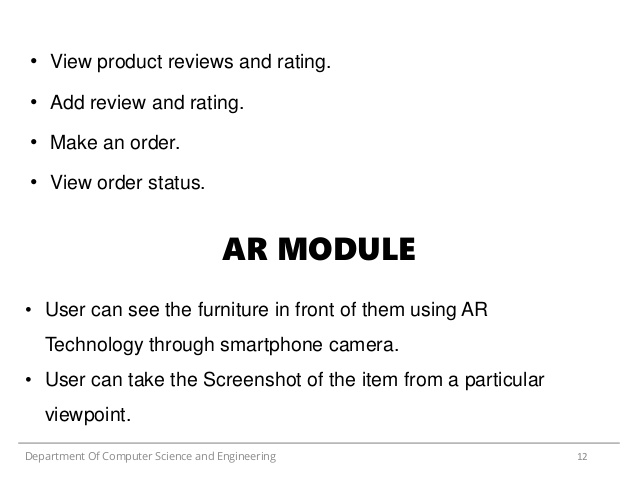 • View product reviews and rating.
• Add review and rating.
• Make an order.
• View order status.
AR MODULE
• User can see the furniture in front of them using AR
Technology through smartphone camera.
• User can take the Screenshot of the item from a particular
viewpoint.
Department Of Computer Science and Engineering 12